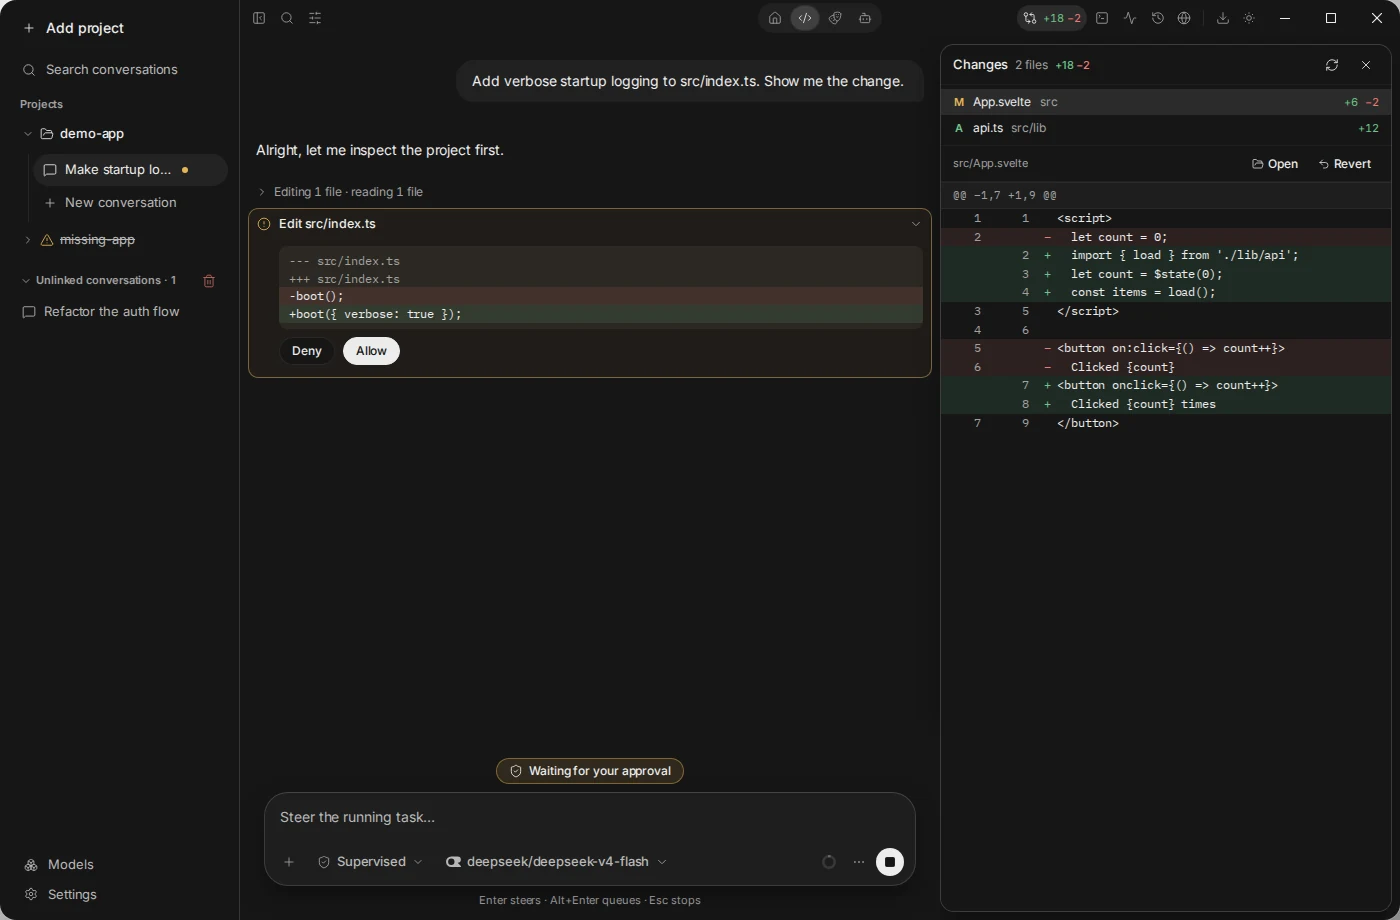 Add project
Search conversations
Projects
demo-app
Make startup lo...
New conversation
missing-app
Unlinked conversations · 1
Refactor the auth flow
Models
Settings
+18 −2
Add verbose startup logging to src/index.ts. Show me the change.
Alright, let me inspect the project first.
Editing 1 file · reading 1 file
Edit src/index.ts
--- src/index.ts
+++ src/index.ts
-boot();
+boot({ verbose: true });
Deny Allow
Waiting for your approval
Steer the running task...
Supervised deepseek/deepseek-v4-flash
Enter steers · Alt+Enter queues · Esc stops
Changes 2 files +18 −2
M App.svelte src +6 −2
A api.ts src/lib +12
src/App.svelte Open Revert
@@ −1,7 +1,9 @@
1 1 <script>
2 − let count = 0;
2 + import { load } from './lib/api';
3 + let count = $state(0);
4 + const items = load();
3 5 </script>
4 6
5 − <button on:click={() => count++}>
6 − Clicked {count}
7 + <button onclick={() => count++}>
8 + Clicked {count} times
7 9 </button>